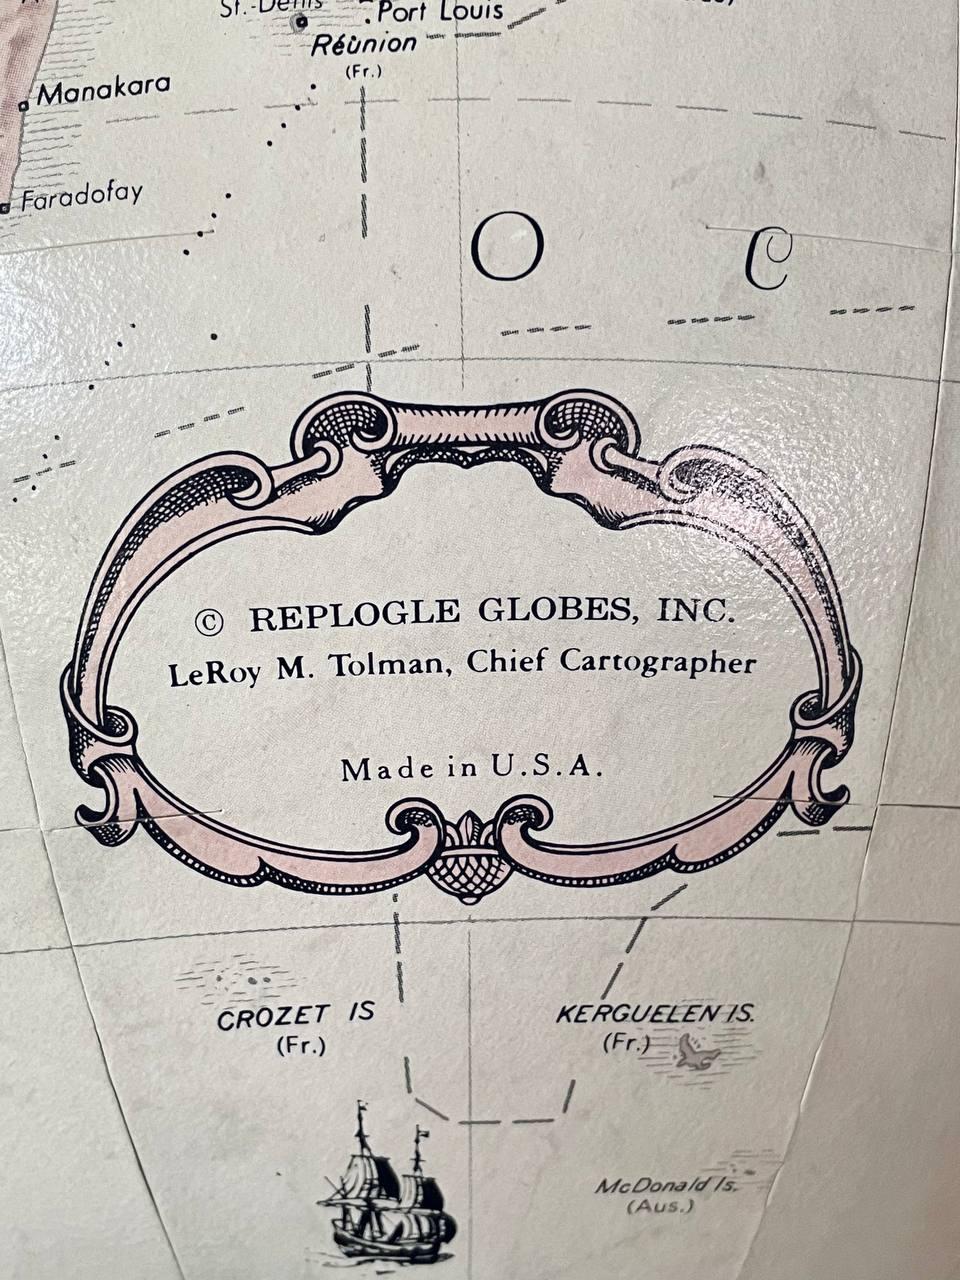 St.-Denis
Port Louis
Réunion
(Fr.)
Manakara
Faradofay
O C
© REPLOGLE GLOBES, INC.
LeRoy M. Tolman, Chief Cartographer
Made in U.S.A.
CROZET IS
(Fr.)
KERGUELEN IS.
(Fr.)
McDonald Is.
(Aus.)